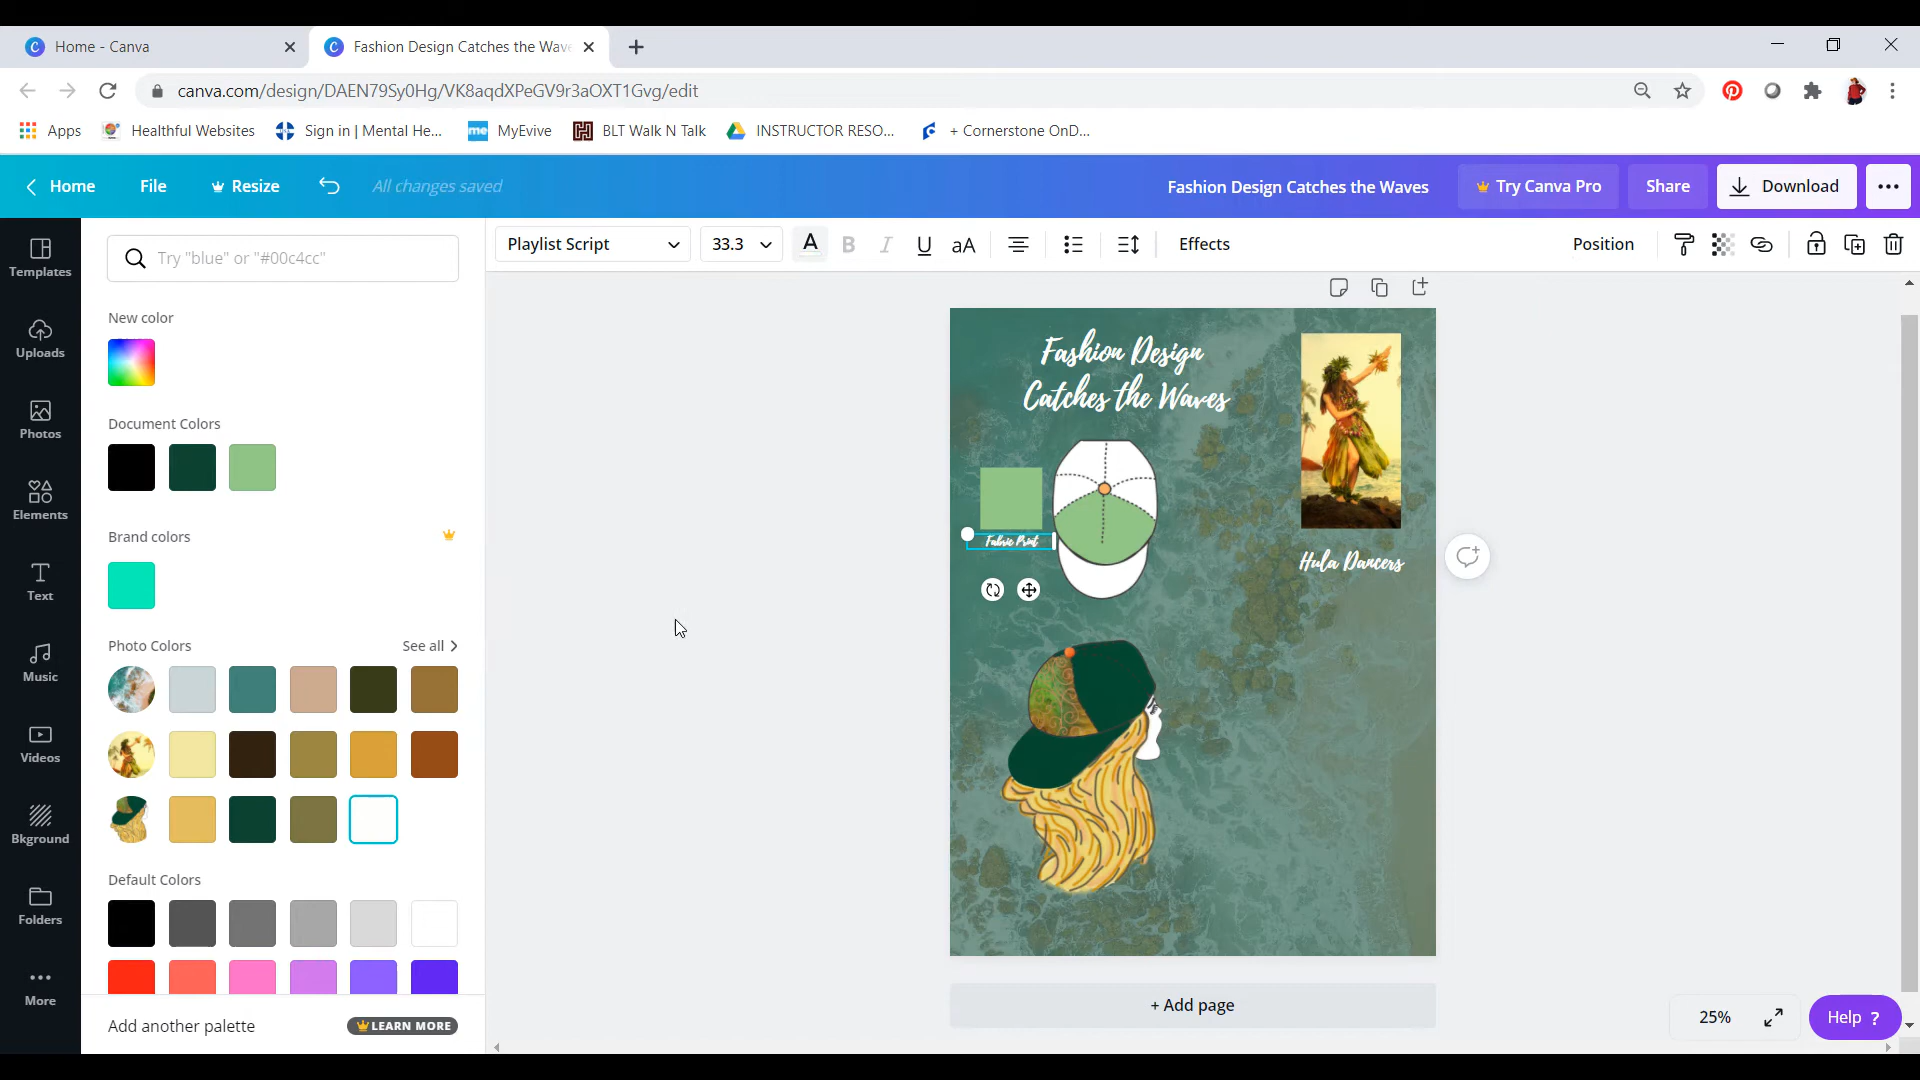 Home - Canva
Fashion Design Catches the Wave
canva.com/design/DAEN79Sy0Hg/VK8aqdXPeGV9r3aOXT1Gvg/edit
Apps Healthful Websites Sign in | Mental He... MyEvive BLT Walk N Talk INSTRUCTOR RESO... + Cornerstone OnD...
Home File Resize All changes saved Fashion Design Catches the Waves Try Canva Pro Share Download
Playlist Script 33.3 A B I U aA Effects Position
Templates
Uploads
Photos
Elements
Text
Music
Videos
Bkground
Folders
More
Try "blue" or "#00c4cc"
New color
Document Colors
Brand colors
Photo Colors See all
Default Colors
Add another palette LEARN MORE
Fashion Design
Catches the Waves
Fabric Print
Hula Dancers
+ Add page
25% Help ?